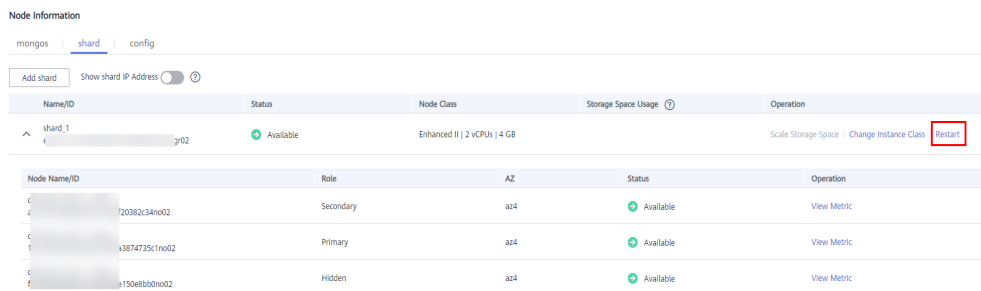 Node Information
mongos shard config
Add shard Show shard IP Address ?
Name/ID Status Node Class Storage Space Usage ? Operation
shard_1
e gr02 Available Enhanced II | 2 vCPUs | 4 GB Scale Storage Space | Change Instance Class Restart
Node Name/ID Role AZ Status Operation
a f20382c34no02 Secondary az4 Available View Metric
1 a3874735c1no02 Primary az4 Available View Metric
f e150e8bb0no02 Hidden az4 Available View Metric